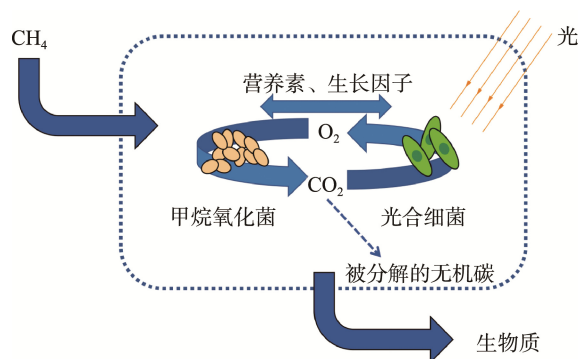 CH₄
光
营养素、生长因子
O₂
CO₂
甲烷氧化菌
光合细菌
被分解的无机碳
生物质